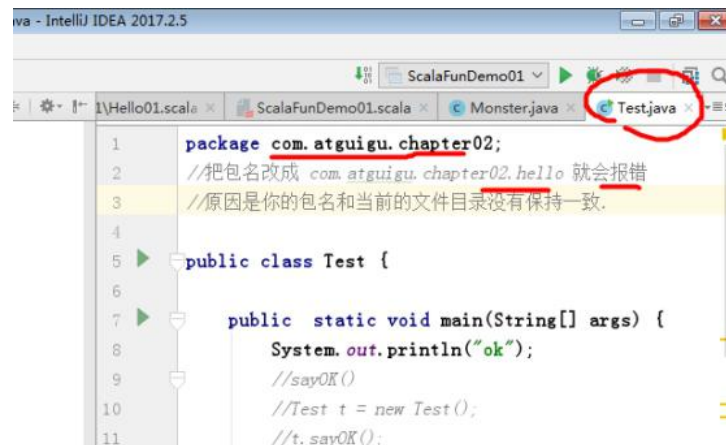 ava - IntelliJ IDEA 2017.2.5
ScalaFunDemo01
1\Hello01.scala
ScalaFunDemo01.scala
Monster.java
Test.java
1 package com.atguigu.chapter02;
2 //把包名改成 com.atguigu.chapter02.hello 就会报错
3 //原因是你的包名和当前的文件目录没有保持一致.
4
5 public class Test {
6
7 public static void main(String[] args) {
8 System.out.println("ok");
9 //sayOK()
10 //Test t = new Test();
11 //t.sayOK();